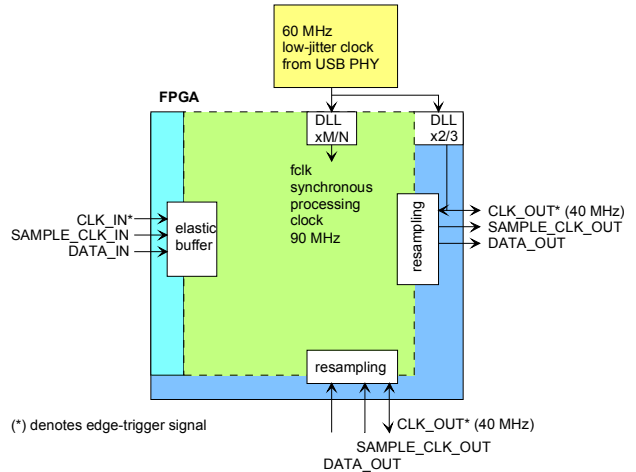 60 MHz
low-jitter clock
from USB PHY
FPGA
DLL
xM/N
DLL
x2/3
fclk
synchronous
processing
clock
90 MHz
CLK_IN*
SAMPLE_CLK_IN
DATA_IN
elastic
buffer
resampling
CLK_OUT* (40 MHz)
SAMPLE_CLK_OUT
DATA_OUT
resampling
(*) denotes edge-trigger signal
CLK_OUT* (40 MHz)
SAMPLE_CLK_OUT
DATA_OUT